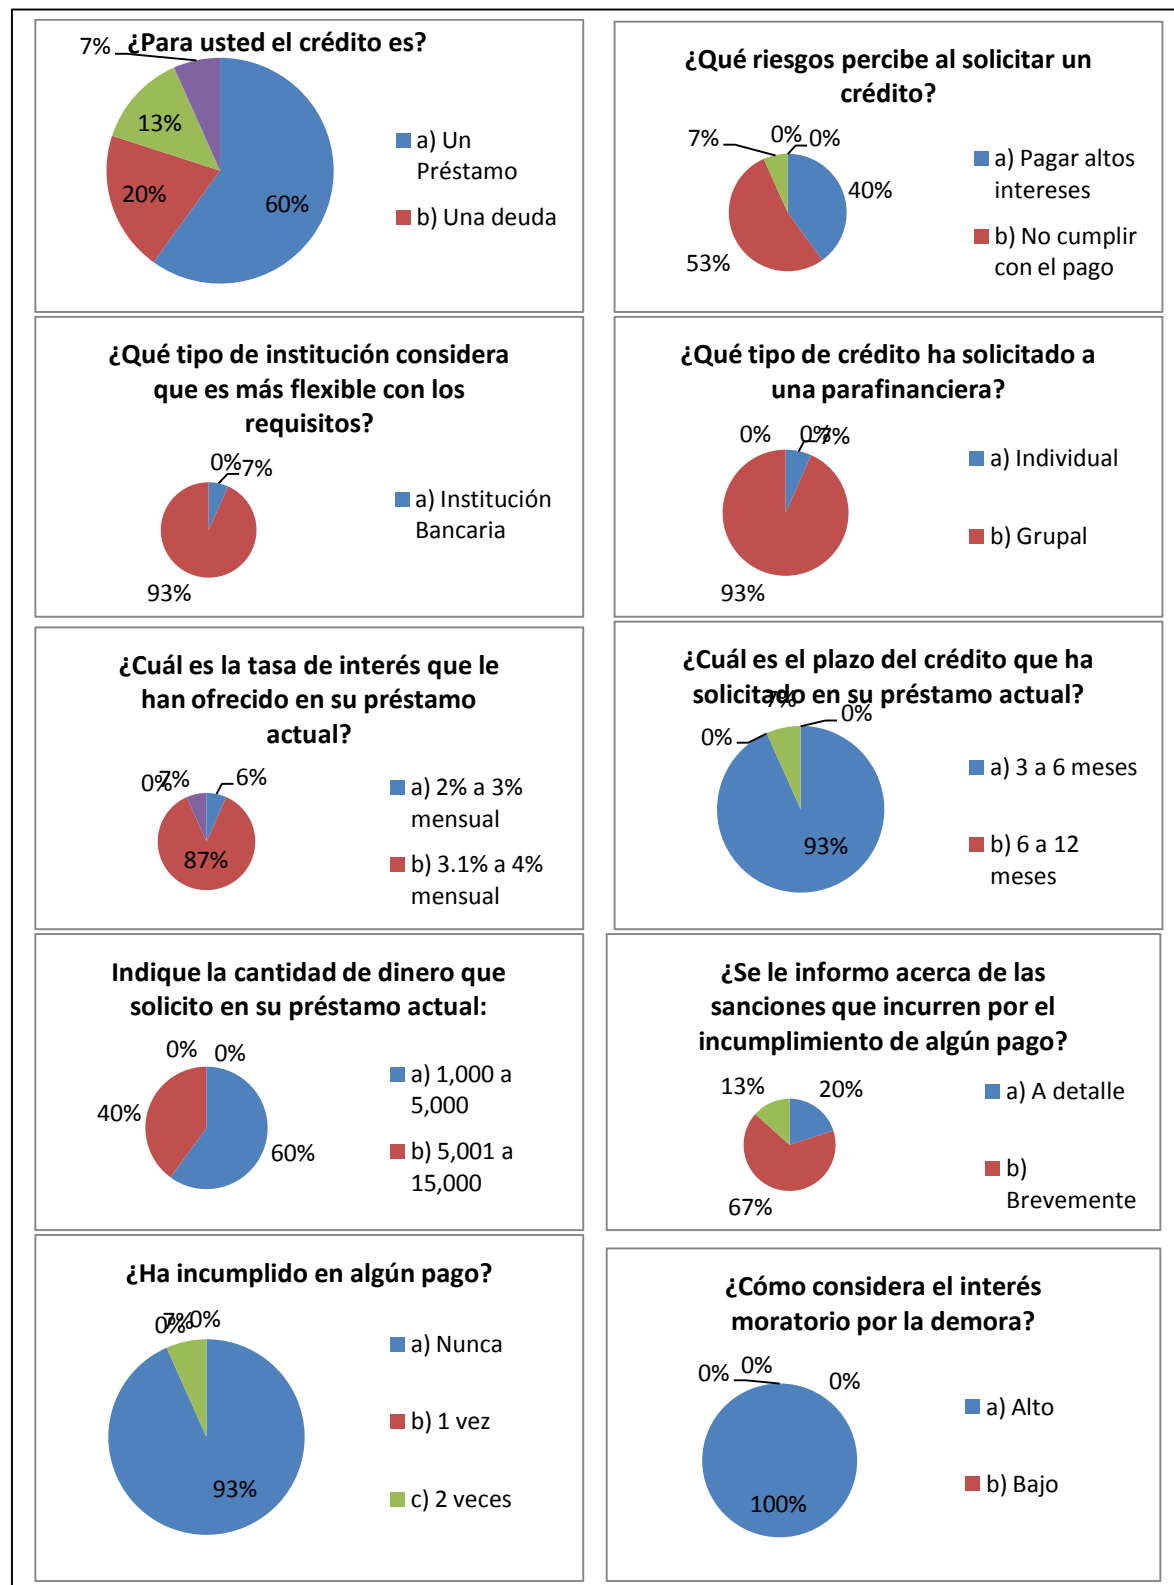 ¿Para usted el crédito es?
7%
13%
20%
60%
a) Un
Préstamo
b) Una deuda
¿Qué riesgos percibe al solicitar un
crédito?
7%
0%
0%
40%
53%
a) Pagar altos
intereses
b) No cumplir
con el pago
¿Qué tipo de institución considera
que es más flexible con los
requisitos?
0%
7%
93%
a) Institución
Bancaria
¿Qué tipo de crédito ha solicitado a
una parafinanciera?
0%
0%
7%
93%
a) Individual
b) Grupal
¿Cuál es la tasa de interés que le
han ofrecido en su préstamo
actual?
0%
7%
6%
87%
a) 2% a 3%
mensual
b) 3.1% a 4%
mensual
¿Cuál es el plazo del crédito que ha
solicitado en su préstamo actual?
7%
0%
0%
93%
a) 3 a 6 meses
b) 6 a 12
meses
Indique la cantidad de dinero que
solicito en su préstamo actual:
0%
0%
40%
60%
a) 1,000 a
5,000
b) 5,001 a
15,000
¿Se le informo acerca de las
sanciones que incurren por el
incumplimiento de algún pago?
13%
20%
67%
a) A detalle
b)
Brevemente
¿Ha incumplido en algún pago?
0%
7%
0%
93%
a) Nunca
b) 1 vez
c) 2 veces
¿Cómo considera el interés
moratorio por la demora?
0%
0%
0%
100%
a) Alto
b) Bajo